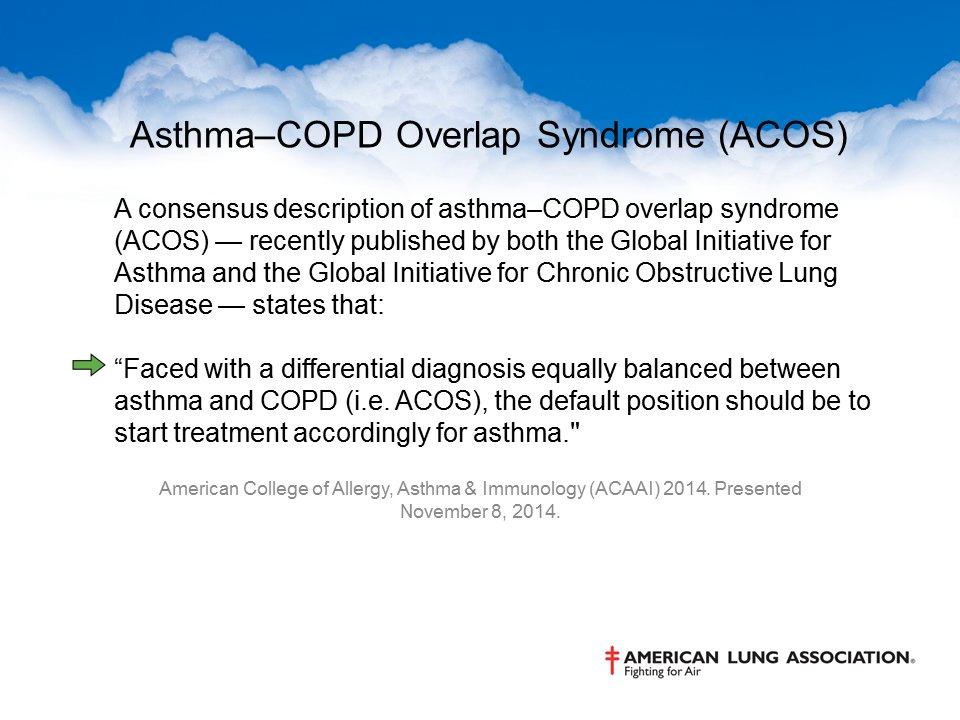 Asthma–COPD Overlap Syndrome (ACOS)
A consensus description of asthma–COPD overlap syndrome
(ACOS) — recently published by both the Global Initiative for
Asthma and the Global Initiative for Chronic Obstructive Lung
Disease — states that:
“Faced with a differential diagnosis equally balanced between
asthma and COPD (i.e. ACOS), the default position should be to
start treatment accordingly for asthma."
American College of Allergy, Asthma & Immunology (ACAAI) 2014. Presented
November 8, 2014.
AMERICAN LUNG ASSOCIATION®
Fighting for Air